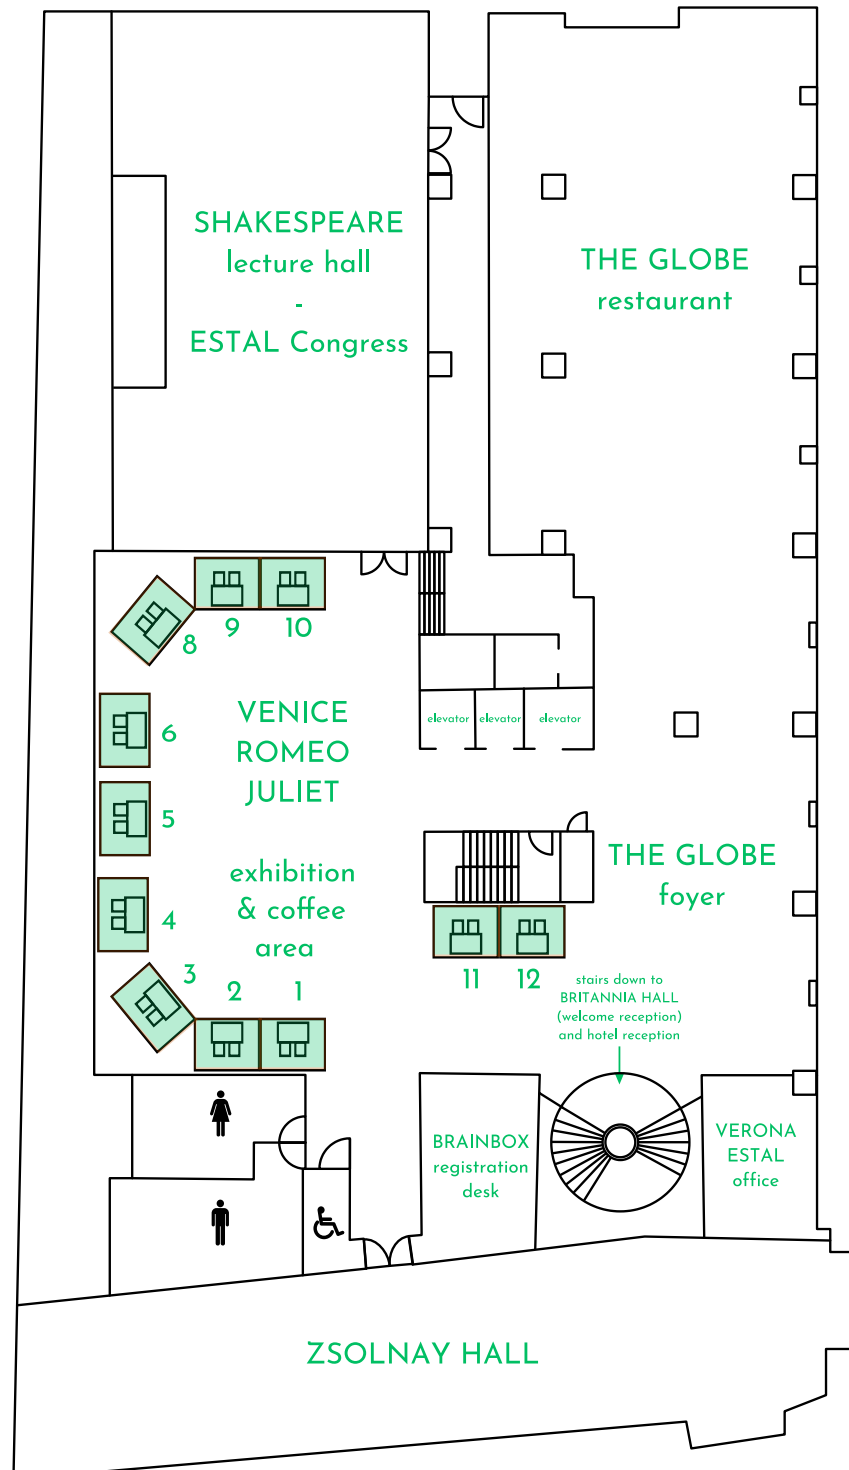 SHAKESPEARE
lecture hall
-
ESTAL Congress
THE GLOBE
restaurant
8
9
10
6
5
4
3
2
1
VENICE
ROMEO
JULIET
exhibition
& coffee
area
elevator
elevator
elevator
THE GLOBE
foyer
11
12
stairs down to
BRITANNIA HALL
(welcome reception)
and hotel reception
BRAINBOX
registration
desk
VERONA
ESTAL
office
ZSOLNAY HALL